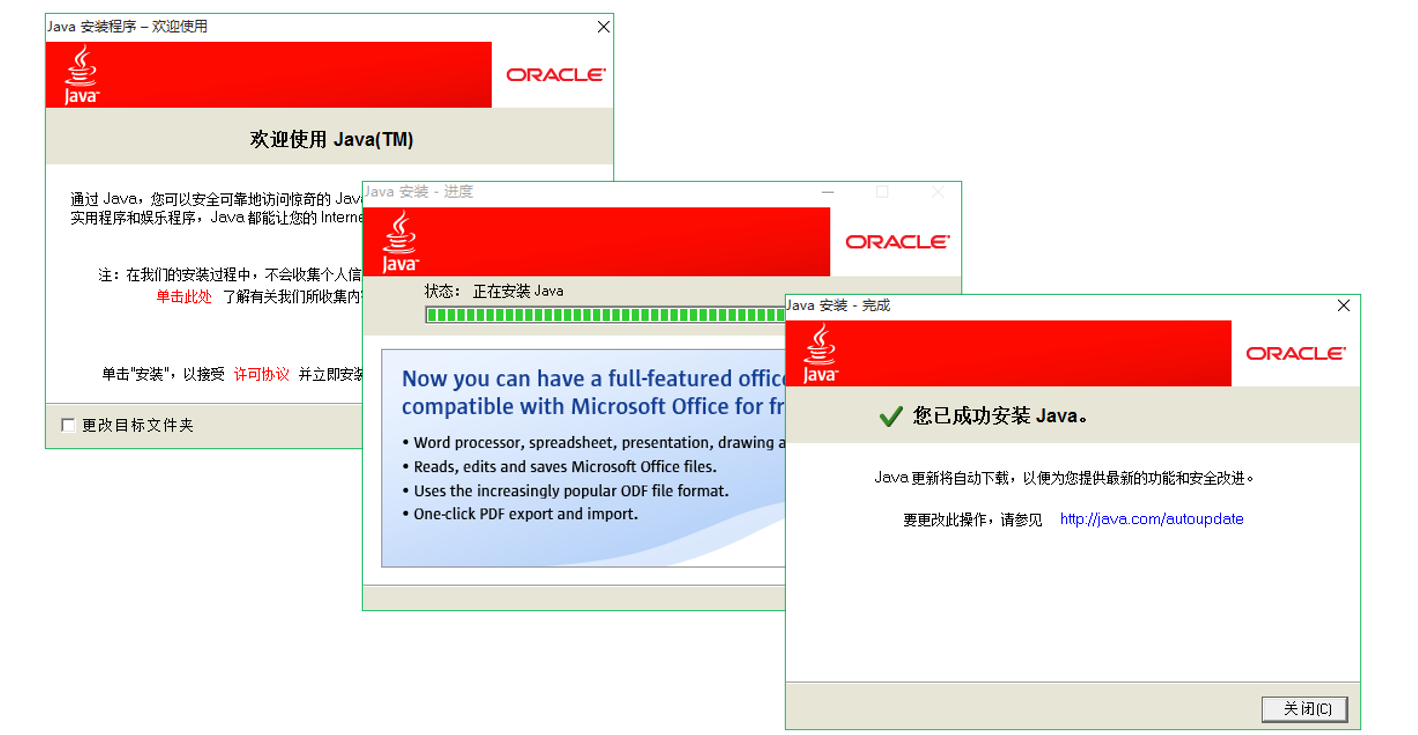 Java 安装程序 – 欢迎使用
Java
ORACLE
欢迎使用 Java(TM)
通过 Java，您可以安全可靠地访问惊奇的 Java
实用程序和娱乐程序，Java 都能让您的 Interne
注：在我们的安装过程中，不会收集个人信
单击此处 了解有关我们所收集内
单击"安装"，以接受 许可协议 并立即安装
更改目标文件夹
Java 安装 - 进度
Java
ORACLE
状态： 正在安装 Java
Now you can have a full-featured offic
compatible with Microsoft Office for fr
• Word processor, spreadsheet, presentation, drawing a
• Reads, edits and saves Microsoft Office files.
• Uses the increasingly popular ODF file format.
• One-click PDF export and import.
Java 安装 - 完成
Java
ORACLE
您已成功安装 Java。
Java 更新将自动下载，以便为您提供最新的功能和安全改进。
要更改此操作，请参见 http://java.com/autoupdate
关闭(C)